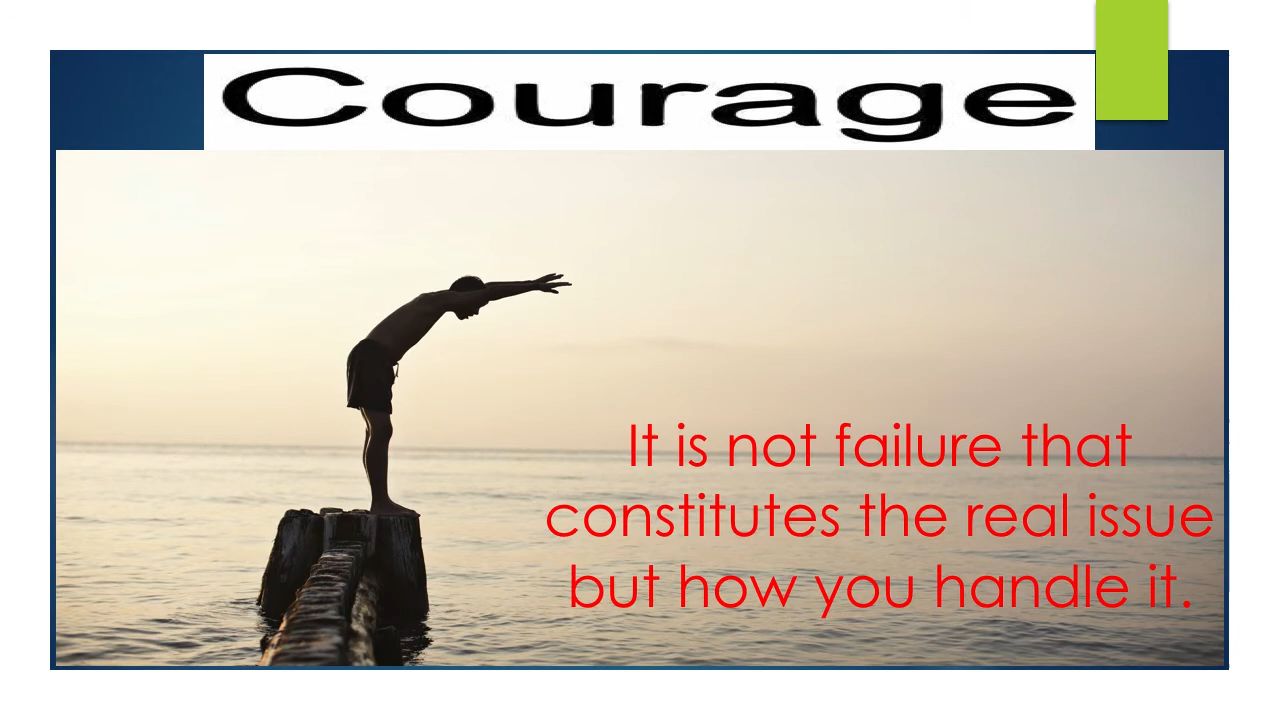 Courage
It is not failure that
constitutes the real issue
but how you handle it.